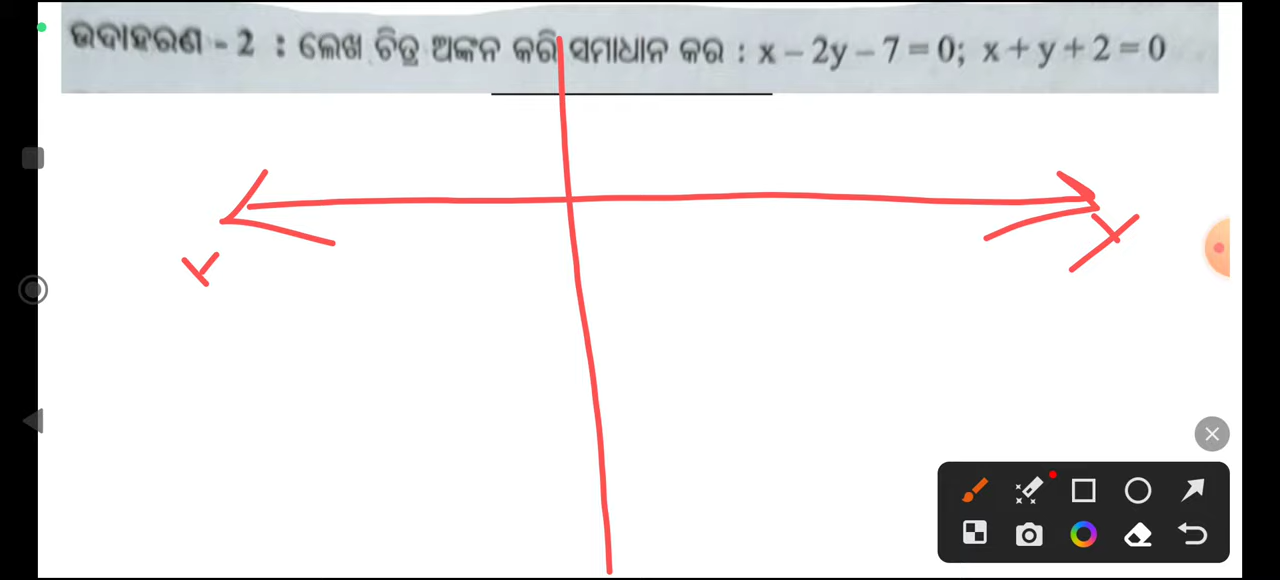 ଉଦାହରଣ - 2 : ଲେଖ ଚିତ୍ର ଅଙ୍କନ କରି ସମାଧାନ କର : x – 2y – 7 = 0; x + y + 2 = 0